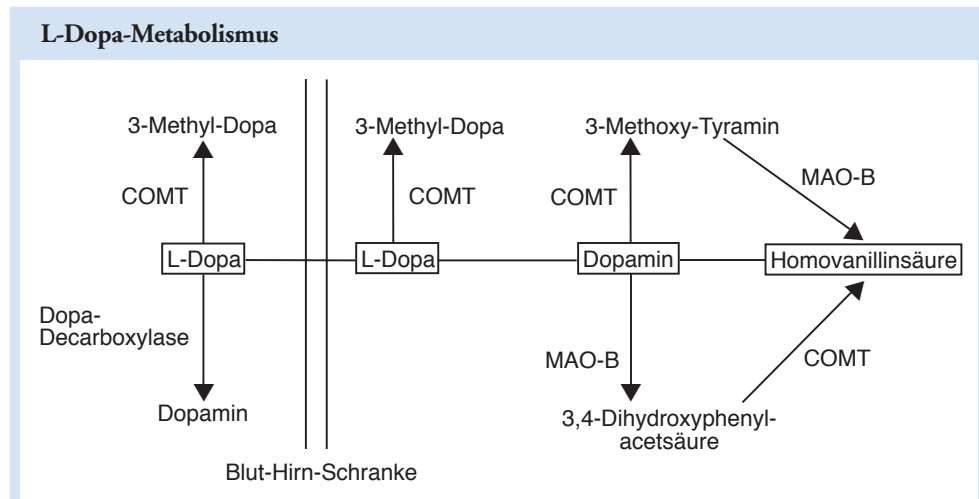 L-Dopa-Metabolismus
3-Methyl-Dopa
3-Methyl-Dopa
3-Methoxy-Tyramin
MAO-B
COMT
COMT
COMT
L-Dopa
L-Dopa
Dopamin
Homovanillinsäure
Dopa-
Decarboxylase
MAO-B
COMT
Dopamin
3,4-Dihydroxyphenyl-
acetsäure
Blut-Hirn-Schranke